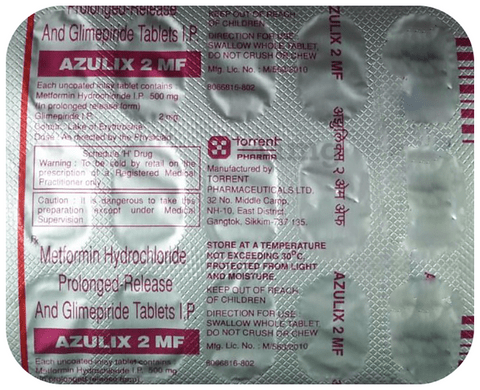 Prolonged-Release
And Glimepiride Tablets I.P.
AZULIX 2 MF
Each uncoated inlay tablet contains :
Metformin Hydrochloride I.P. 500 mg
(In prolonged release form)
Glimepiride I.P. 2 mg
Colour : Lake of Erythrosine
Dose : As directed by the Physician
Schedule 'H' Drug
Warning : To be sold by retail on the
prescription of a Registered Medical
Practitioner only
Caution : It is dangerous to take this
preparation except under Medical
Supervision
Metformin Hydrochloride
Prolonged-Release
And Glimepiride Tablets I.P.
AZULIX 2 MF
Each uncoated inlay tablet contains :
Metformin Hydrochloride I.P. 500 mg
(In prolonged release form)
KEEP OUT OF REACH
OF CHILDREN
DIRECTION FOR USE :
SWALLOW WHOLE TABLET,
DO NOT CRUSH OR CHEW
Mfg. Lic. No. : M/563/2010
8066816-802
torrent
PHARMA
Manufactured by :
TORRENT
PHARMACEUTICALS LTD.
32 No. Middle Camp,
NH-10, East District,
Gangtok, Sikkim-737 135.
STORE AT A TEMPERATURE
NOT EXCEEDING 30°C,
PROTECTED FROM LIGHT
AND MOISTURE.
KEEP OUT OF REACH
OF CHILDREN
DIRECTION FOR USE :
SWALLOW WHOLE TABLET
DO NOT CRUSH OR CHEW
Mfg. Lic. No. : M/563/2010
8066816-802
AZULIX 2 MF
अज़ुलिक्स २ एम एफ
AZULIX 2 MF
A